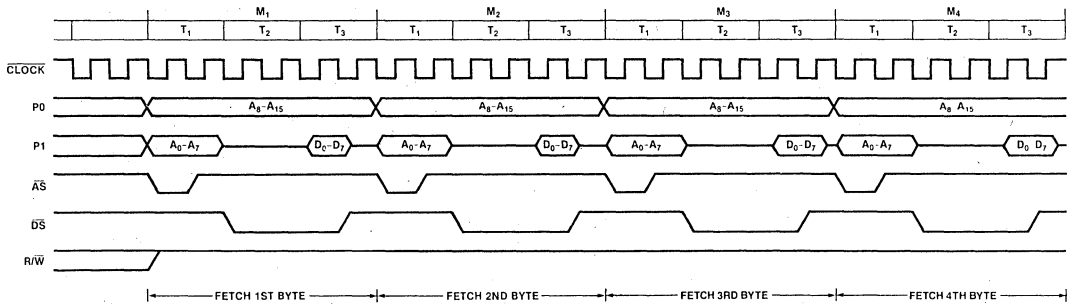 M₁ M₂ M₃ M₄
T₁ T₂ T₃ T₁ T₂ T₃ T₁ T₂ T₃ T₁ T₂ T₃
CLOCK
P0 A₈–A₁₅ A₈–A₁₅ A₈–A₁₅ A₈ A₁₅
P1 A₀–A₇ D₀–D₇ A₀–A₇ D₀–D₇ A₀–A₇ D₀–D₇ A₀–A₇ D₀ D₇
AS
DS
R/W
FETCH 1ST BYTE FETCH 2ND BYTE FETCH 3RD BYTE FETCH 4TH BYTE